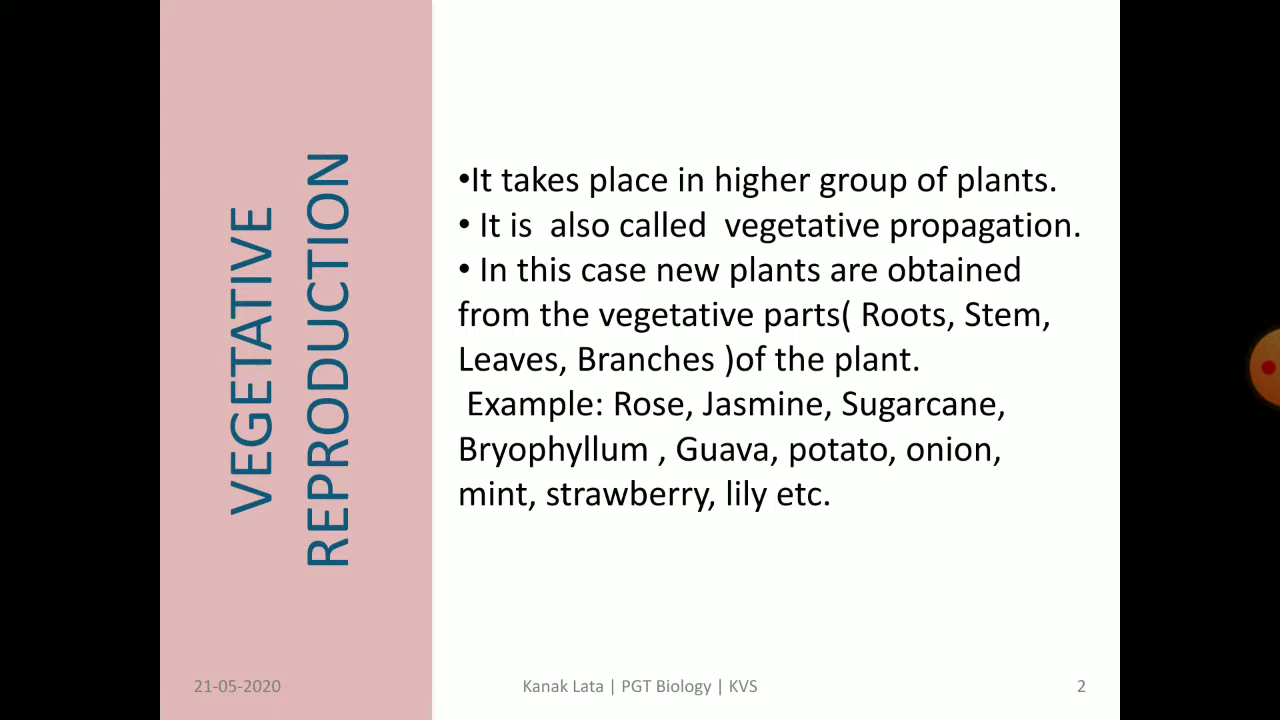 VEGETATIVE
REPRODUCTION
•It takes place in higher group of plants.
• It is  also called  vegetative propagation.
• In this case new plants are obtained
from the vegetative parts( Roots, Stem,
Leaves, Branches )of the plant.
Example: Rose, Jasmine, Sugarcane,
Bryophyllum , Guava, potato, onion,
mint, strawberry, lily etc.
21-05-2020
Kanak Lata | PGT Biology | KVS
2